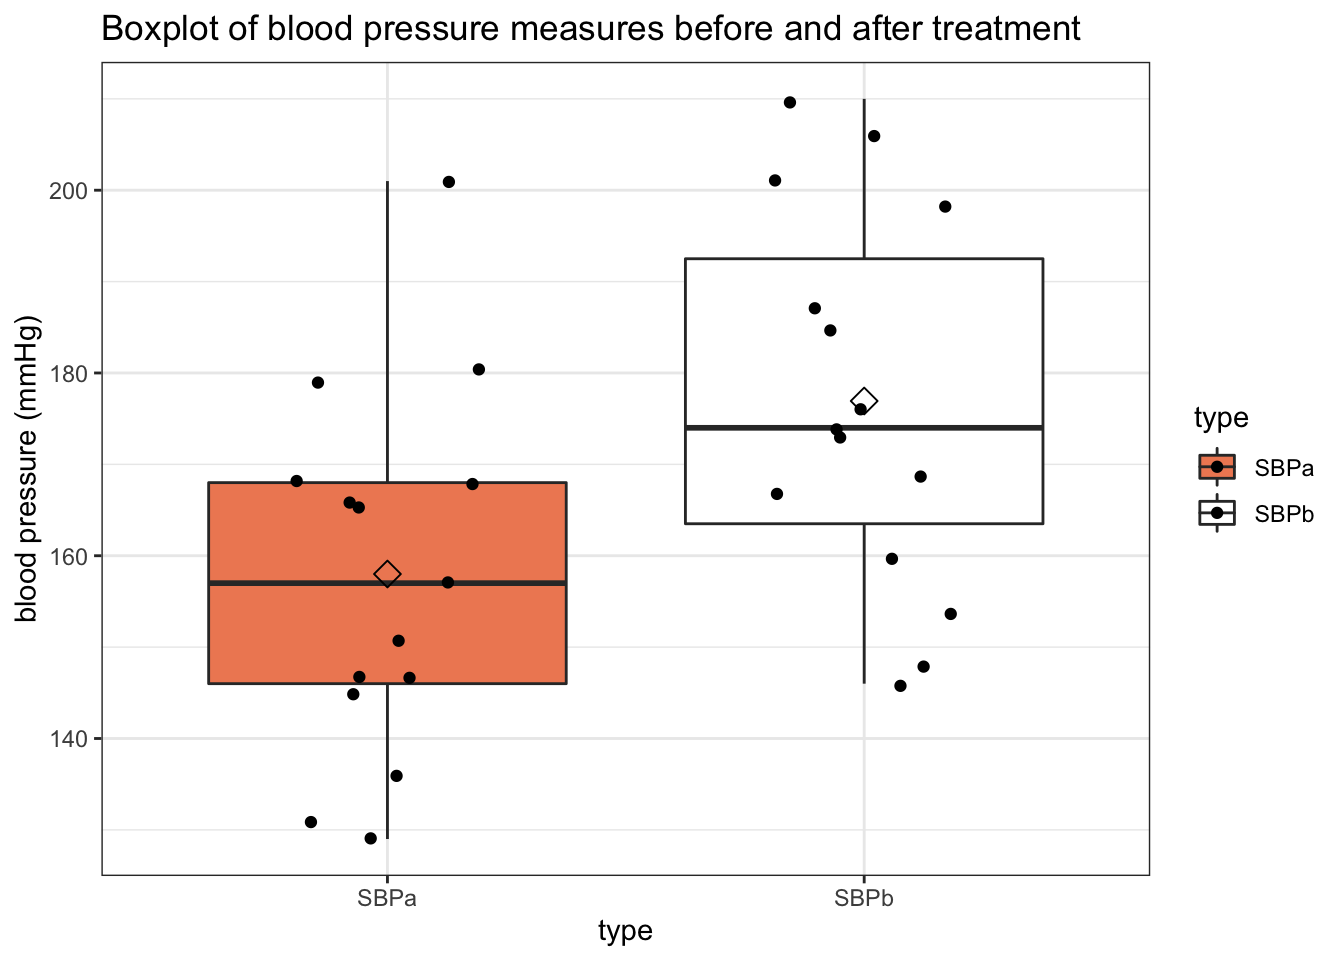 Boxplot of blood pressure measures before and after treatment
blood pressure (mmHg)
200
180
160
140
SBPa
SBPb
type
type
SBPa
SBPb